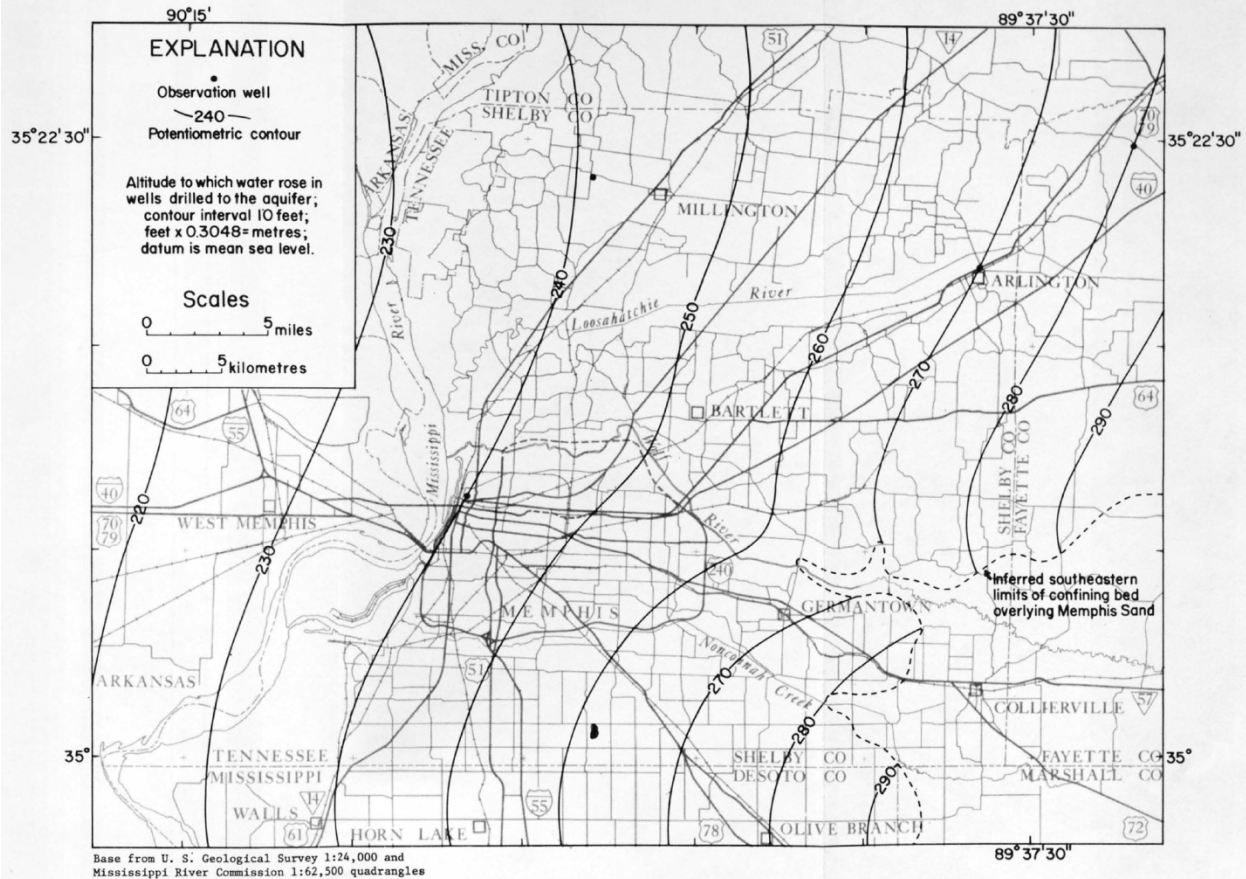 90°15'
89°37'30"
EXPLANATION
Observation well
240
Potentiometric contour
Altitude to which water rose in
wells drilled to the aquifer;
contour interval 10 feet;
feet x 0.3048=metres;
datum is mean sea level.
Scales
0 5 miles
0 5 kilometres
35°22'30"
35°22'30"
MISS. CO
TIPTON CO
SHELBY CO
ARKANSAS
TENNESSEE
51
14
70
79
40
MILLINGTON
230
240
250
260
270
280
290
River
Loosahatchie River
ARLINGTON
BARTLETT
64
64
55
Mississippi
Wolf
River
SHELBY CO
FAYETTE CO
40
70
79
220
WEST MEMPHIS
230
240
Inferred southeastern
limits of confining bed
overlying Memphis Sand
MEMPHIS
GERMANTOWN
Nonconnah Creek
51
270
ARKANSAS
COLLIERVILLE
57
280
35°
35°
TENNESSEE
MISSISSIPPI
SHELBY CO
DESOTO CO
FAYETTE CO
MARSHALL CO
290
14
WALLS
61
HORN LAKE
55
78
OLIVE BRANCH
72
89°37'30"
Base from U. S. Geological Survey 1:24,000 and
Mississippi River Commission 1:62,500 quadrangles